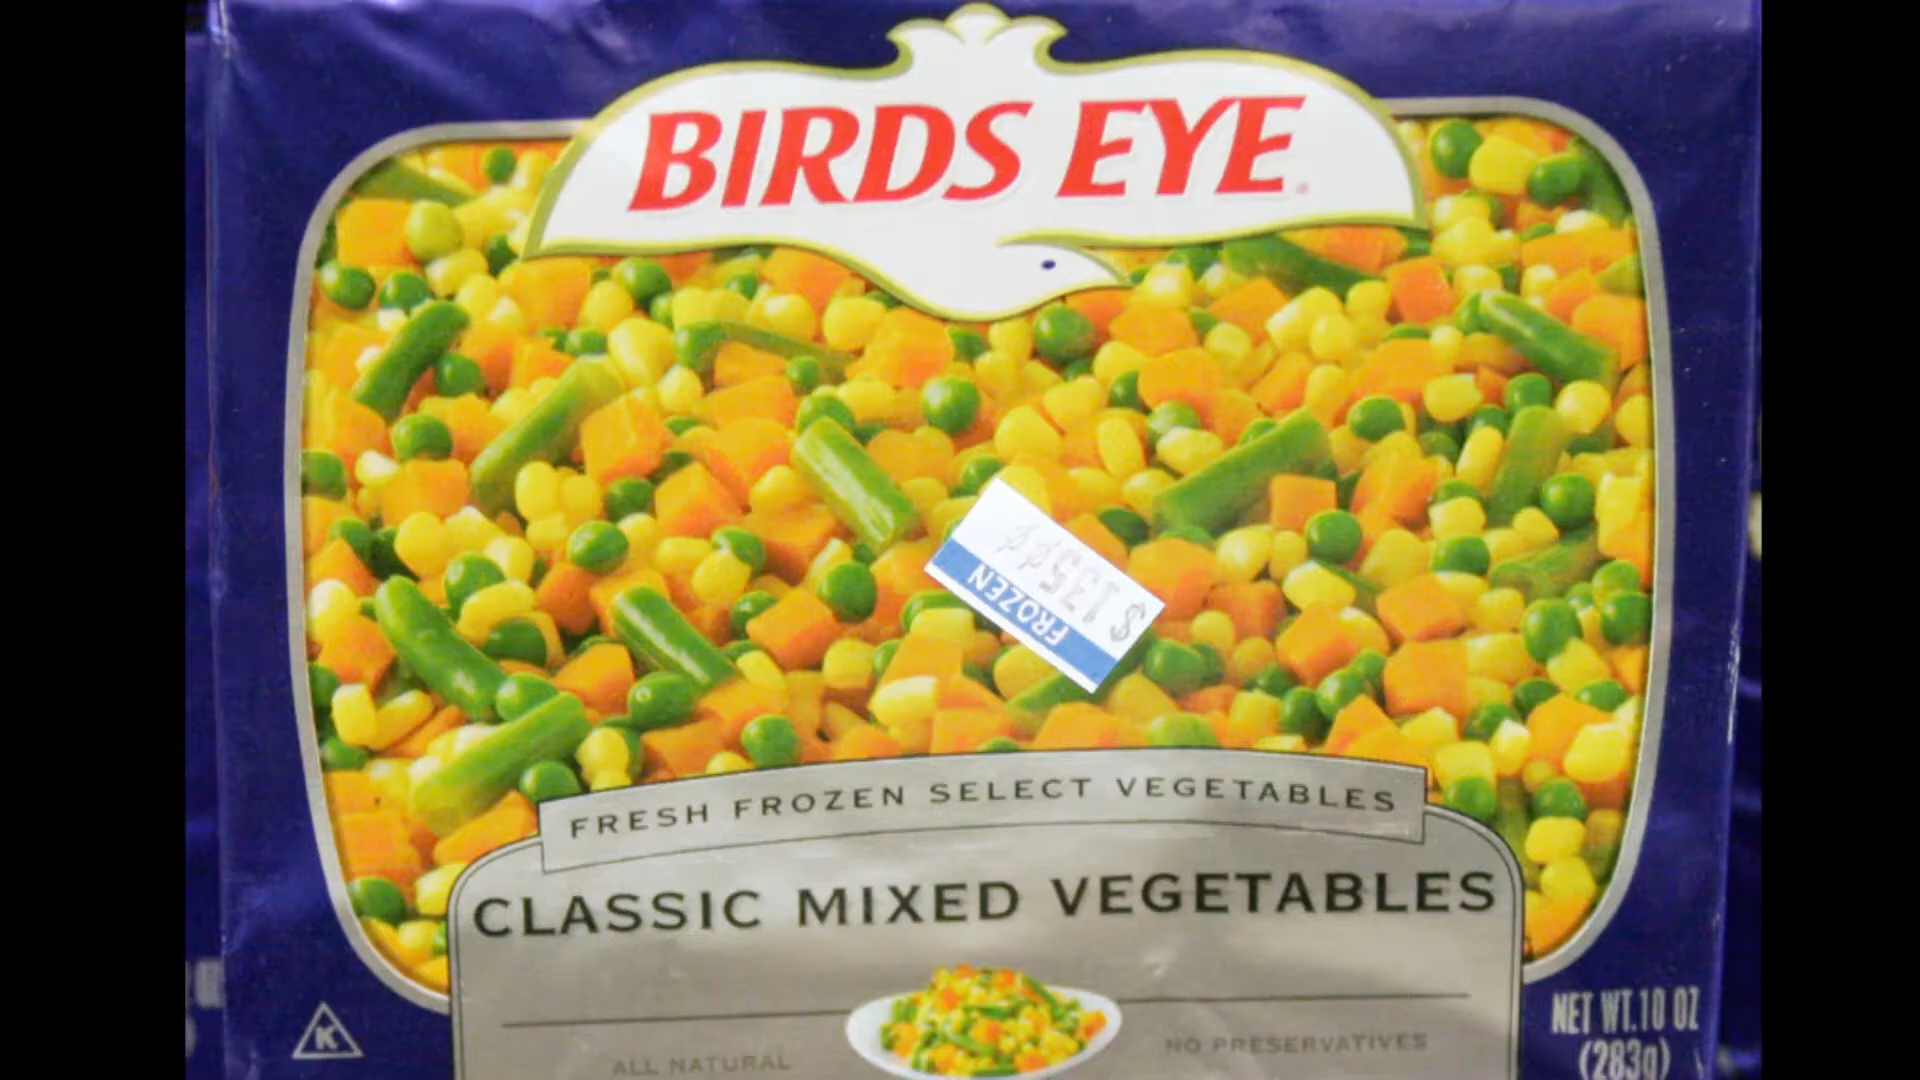 BIRDS EYE
FROZEN
FRESH FROZEN SELECT VEGETABLES
CLASSIC MIXED VEGETABLES
ALL NATURAL
NO PRESERVATIVES
K
NET WT.10 OZ
(283g)